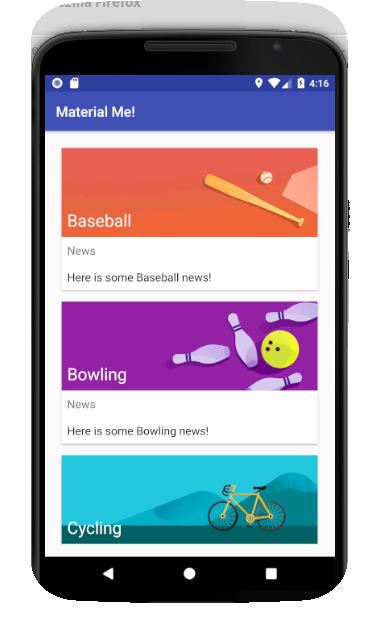 Firefox
4:16
Material Me!
Baseball
News
Here is some Baseball news!
Bowling
News
Here is some Bowling news!
Cycling